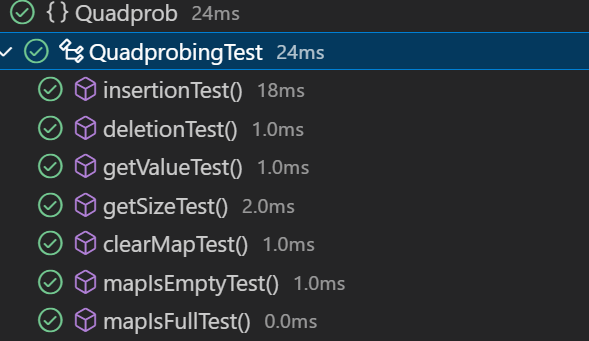 {} Quadprob 24ms
QuadprobingTest 24ms
insertionTest() 18ms
deletionTest() 1.0ms
getValueTest() 1.0ms
getSizeTest() 2.0ms
clearMapTest() 1.0ms
mapIsEmptyTest() 1.0ms
mapIsFullTest() 0.0ms